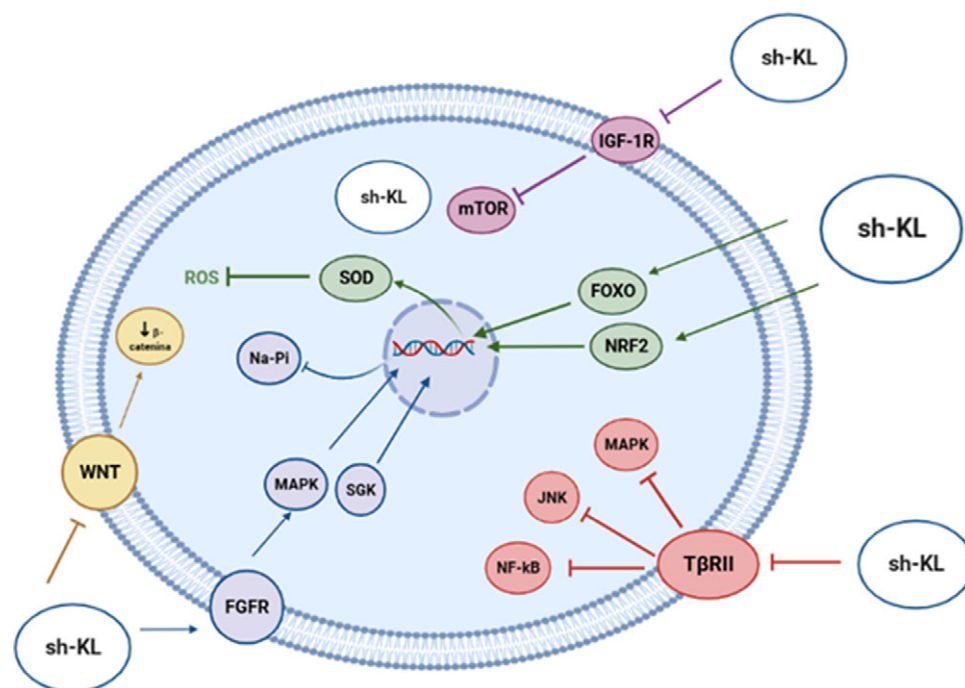 sh-KL
IGF-1R
sh-KL
mTOR
sh-KL
ROS
SOD
FOXO
↓ β-
catenina
Na-Pi
NRF2
WNT
MAPK
SGK
MAPK
JNK
NF-kB
TβRII
sh-KL
FGFR
sh-KL